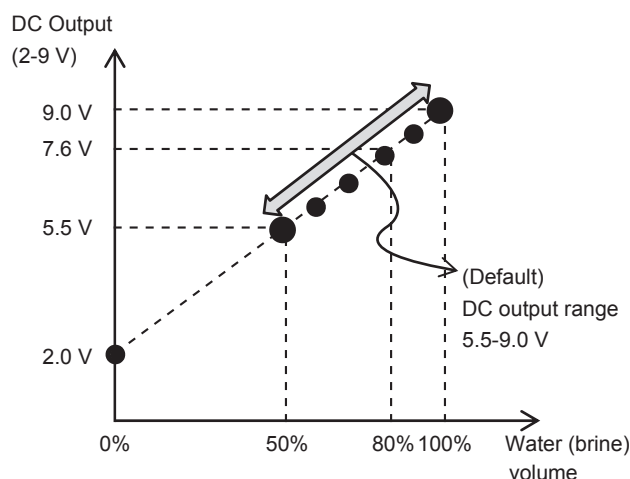 DC Output
(2-9 V)
9.0 V
7.6 V
5.5 V
2.0 V
(Default)
DC output range
5.5-9.0 V
0%
50%
80%
100%
Water (brine)
volume